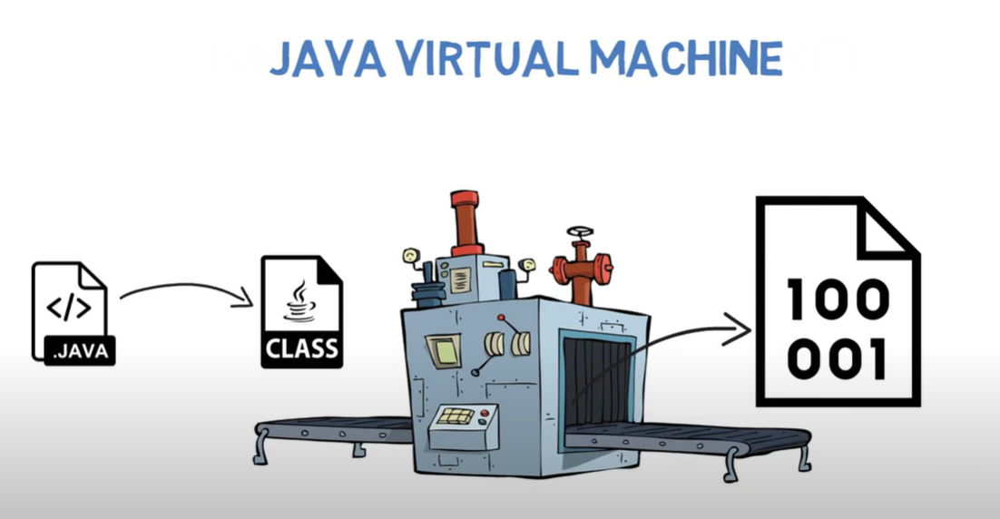 JAVA VIRTUAL MACHINE
.JAVA
CLASS
100
001